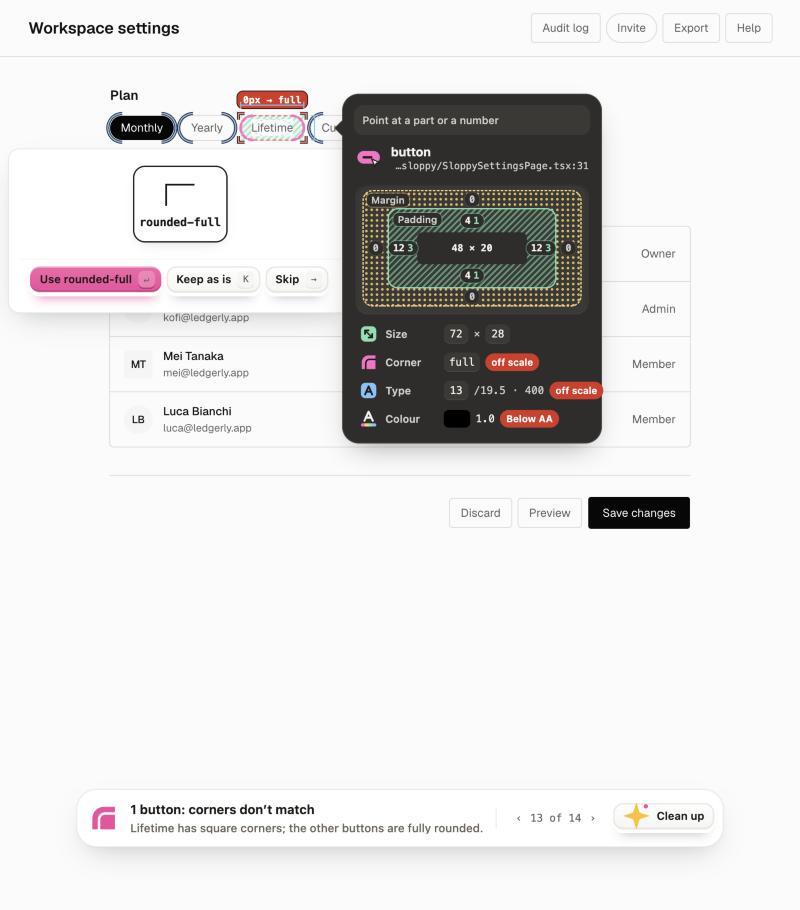 Workspace settings
Audit log
Invite
Export
Help
Plan
0px → full
Monthly
Yearly
Lifetime
Cu
Point at a part or a number
button
…sloppy/SloppySettingsPage.tsx:31
rounded-full
Margin
0
Padding
4 1
0
12 3
48 × 20
12 3
0
4 1
0
Use rounded-full ↵
Keep as is K
Skip →
Size 72 × 28
Corner full off scale
Type 13 /19.5 · 400 off scale
Colour 1.0 Below AA
Owner
kofi@ledgerly.app
Admin
MT
Mei Tanaka
mei@ledgerly.app
Member
LB
Luca Bianchi
luca@ledgerly.app
Member
Discard
Preview
Save changes
1 button: corners don’t match
Lifetime has square corners; the other buttons are fully rounded.
‹ 13 of 14 ›
Clean up